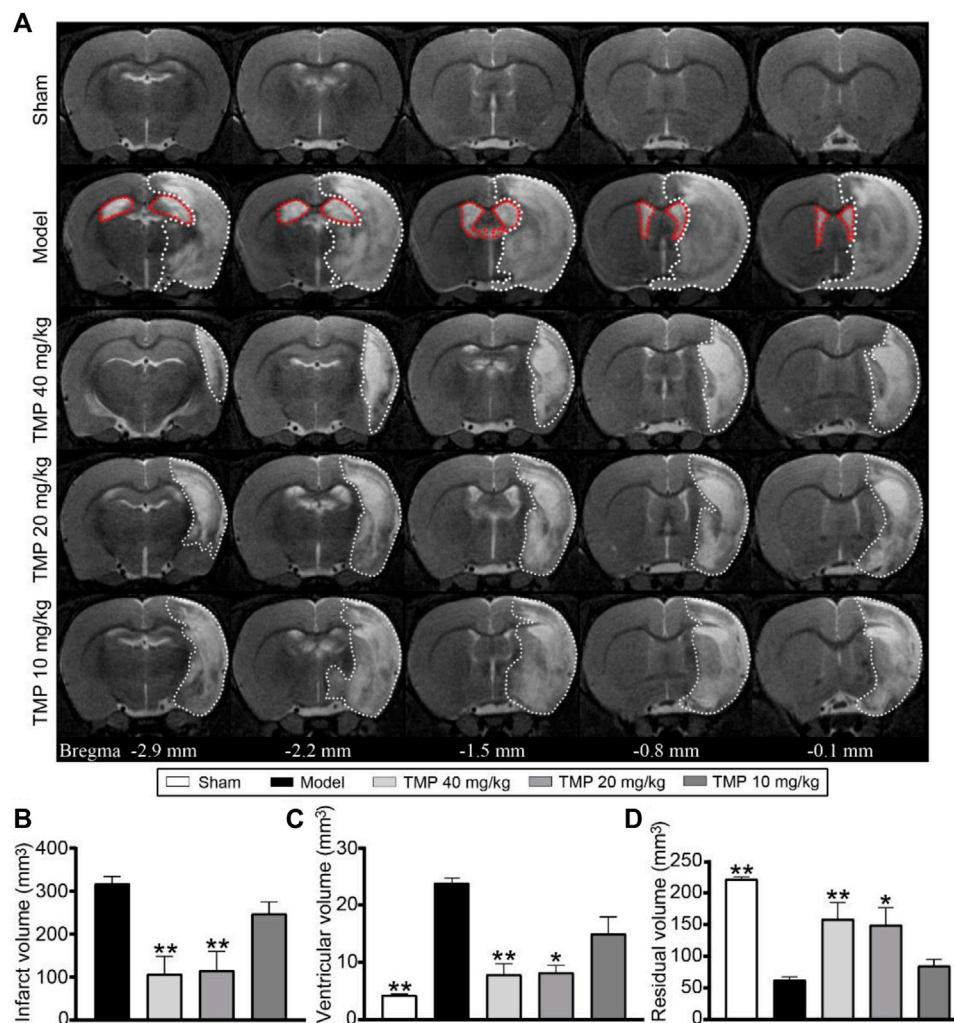 A
Sham
Model
TMP 40 mg/kg
TMP 20 mg/kg
TMP 10 mg/kg
Bregma -2.9 mm -2.2 mm -1.5 mm -0.8 mm -0.1 mm
Sham Model TMP 40 mg/kg TMP 20 mg/kg TMP 10 mg/kg
B
Infarct volume (mm³)
400
300
200
100
0
** **
C
Ventricular volume (mm³)
30
20
10
0
** ** *
D
Residual volume (mm³)
250
200
150
100
50
0
** ** *